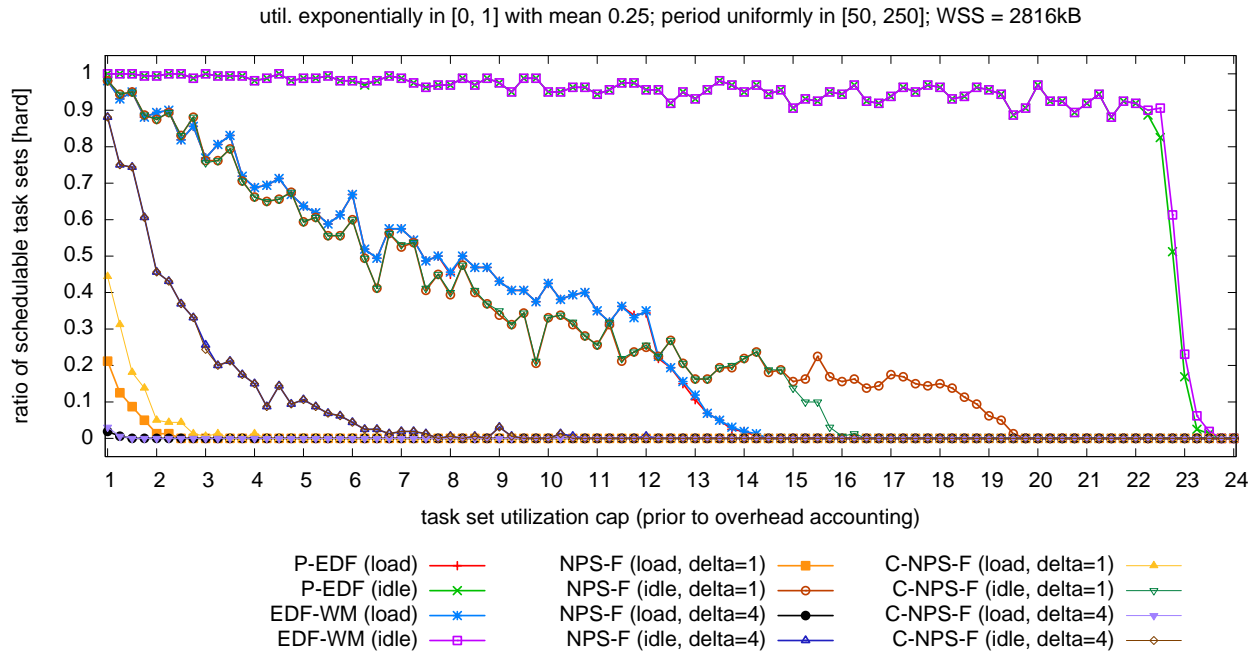 util. exponentially in [0, 1] with mean 0.25; period uniformly in [50, 250]; WSS = 2816kB
ratio of schedulable task sets [hard]
1
0.9
0.8
0.7
0.6
0.5
0.4
0.3
0.2
0.1
0
1 2 3 4 5 6 7 8 9 10 11 12 13 14 15 16 17 18 19 20 21 22 23 24
task set utilization cap (prior to overhead accounting)
P-EDF (load) NPS-F (load, delta=1) C-NPS-F (load, delta=1)
P-EDF (idle) NPS-F (idle, delta=1) C-NPS-F (idle, delta=1)
EDF-WM (load) NPS-F (load, delta=4) C-NPS-F (load, delta=4)
EDF-WM (idle) NPS-F (idle, delta=4) C-NPS-F (idle, delta=4)